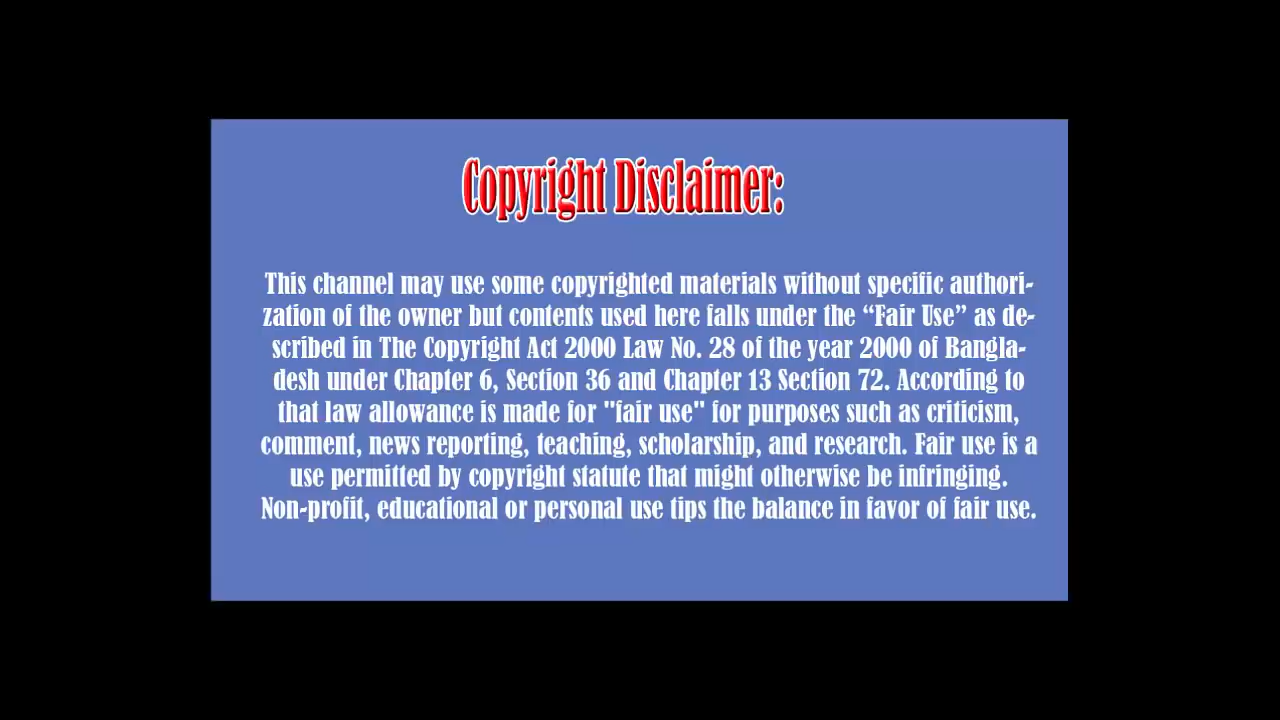 Copyright Disclaimer:
This channel may use some copyrighted materials without specific authori-
zation of the owner but contents used here falls under the “Fair Use” as de-
scribed in The Copyright Act 2000 Law No. 28 of the year 2000 of Bangla-
desh under Chapter 6, Section 36 and Chapter 13 Section 72. According to
that law allowance is made for "fair use" for purposes such as criticism,
comment, news reporting, teaching, scholarship, and research. Fair use is a
use permitted by copyright statute that might otherwise be infringing.
Non-profit, educational or personal use tips the balance in favor of fair use.